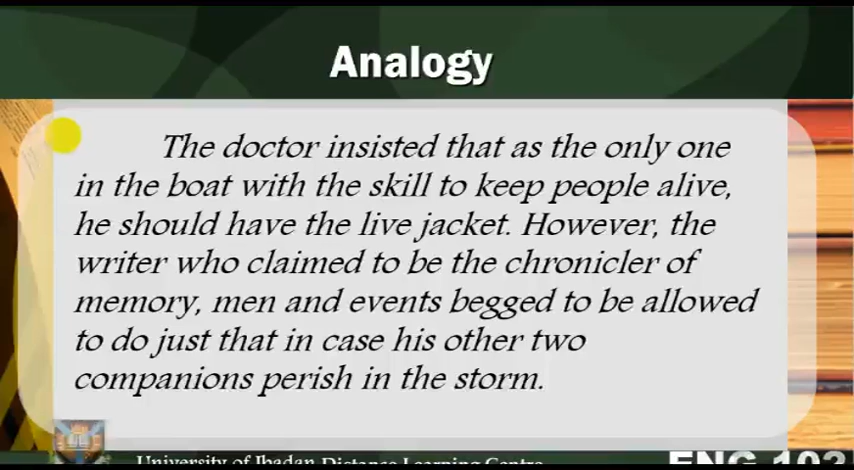 Analogy
The doctor insisted that as the only one
in the boat with the skill to keep people alive,
he should have the live jacket. However, the
writer who claimed to be the chronicler of
memory, men and events begged to be allowed
to do just that in case his other two
companions perish in the storm.
University of Ibadan Distance Learning Centre
ENG 103